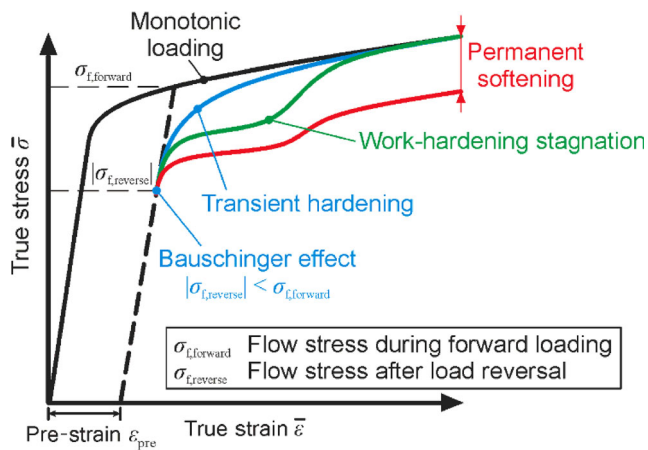 Monotonic
loading
σf,forward
Permanent
softening
Work-hardening stagnation
|σf,reverse|
Transient hardening
Bauschinger effect
|σf,reverse| < σf,forward
True stress σ̄
σf,forward Flow stress during forward loading
σf,reverse Flow stress after load reversal
Pre-strain εpre
True strain ε̄